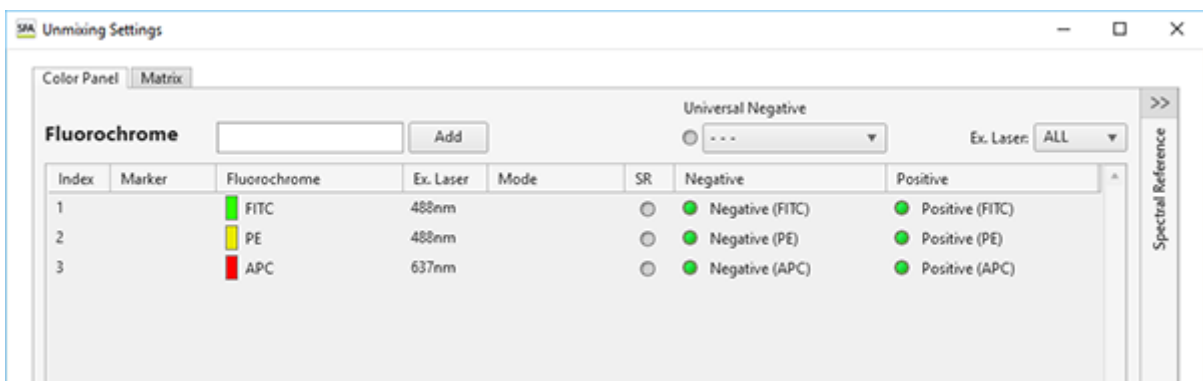 SFA Unmixing Settings
Color Panel Matrix
Universal Negative
Fluorochrome Add - - - Ex. Laser: ALL
>>
Spectral Reference
Index Marker Fluorochrome Ex. Laser Mode SR Negative Positive
1 FITC 488nm Negative (FITC) Positive (FITC)
2 PE 488nm Negative (PE) Positive (PE)
3 APC 637nm Negative (APC) Positive (APC)